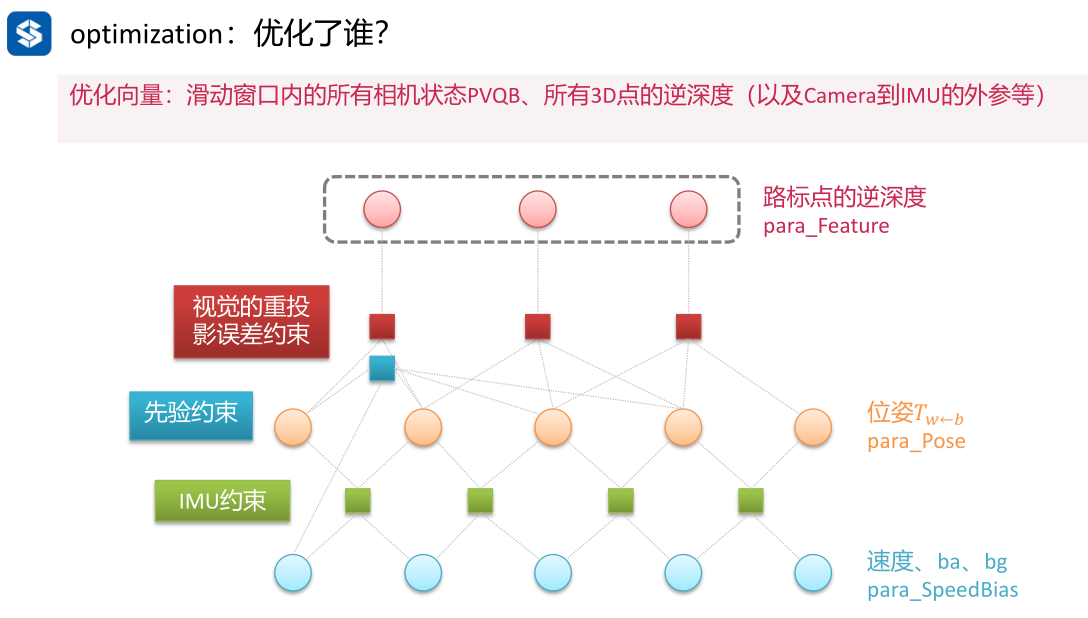 optimization：优化了谁？
优化向量：滑动窗口内的所有相机状态PVQB、所有3D点的逆深度（以及Camera到IMU的外参等）
路标点的逆深度
para_Feature
视觉的重投
影误差约束
先验约束
位姿T_{w←b}
para_Pose
IMU约束
速度、ba、bg
para_SpeedBias